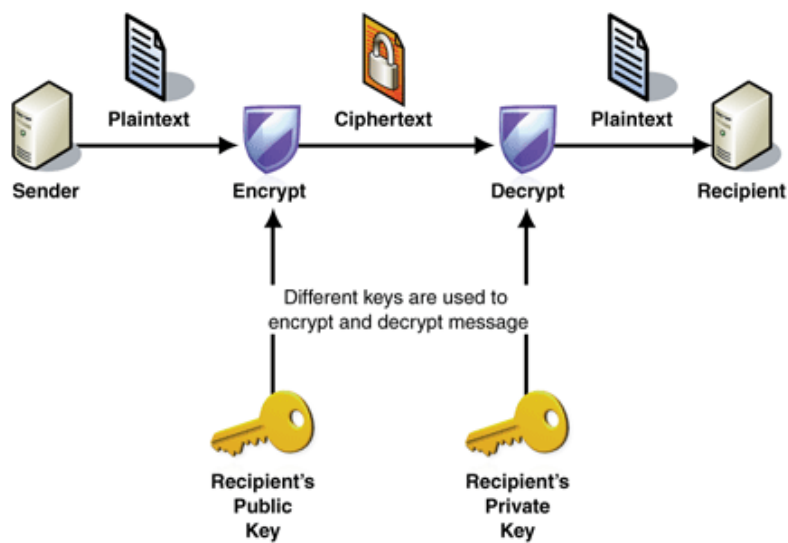 Plaintext
Ciphertext
Plaintext
Sender
Encrypt
Decrypt
Recipient
Different keys are used to
encrypt and decrypt message
Recipient's
Public
Key
Recipient's
Private
Key